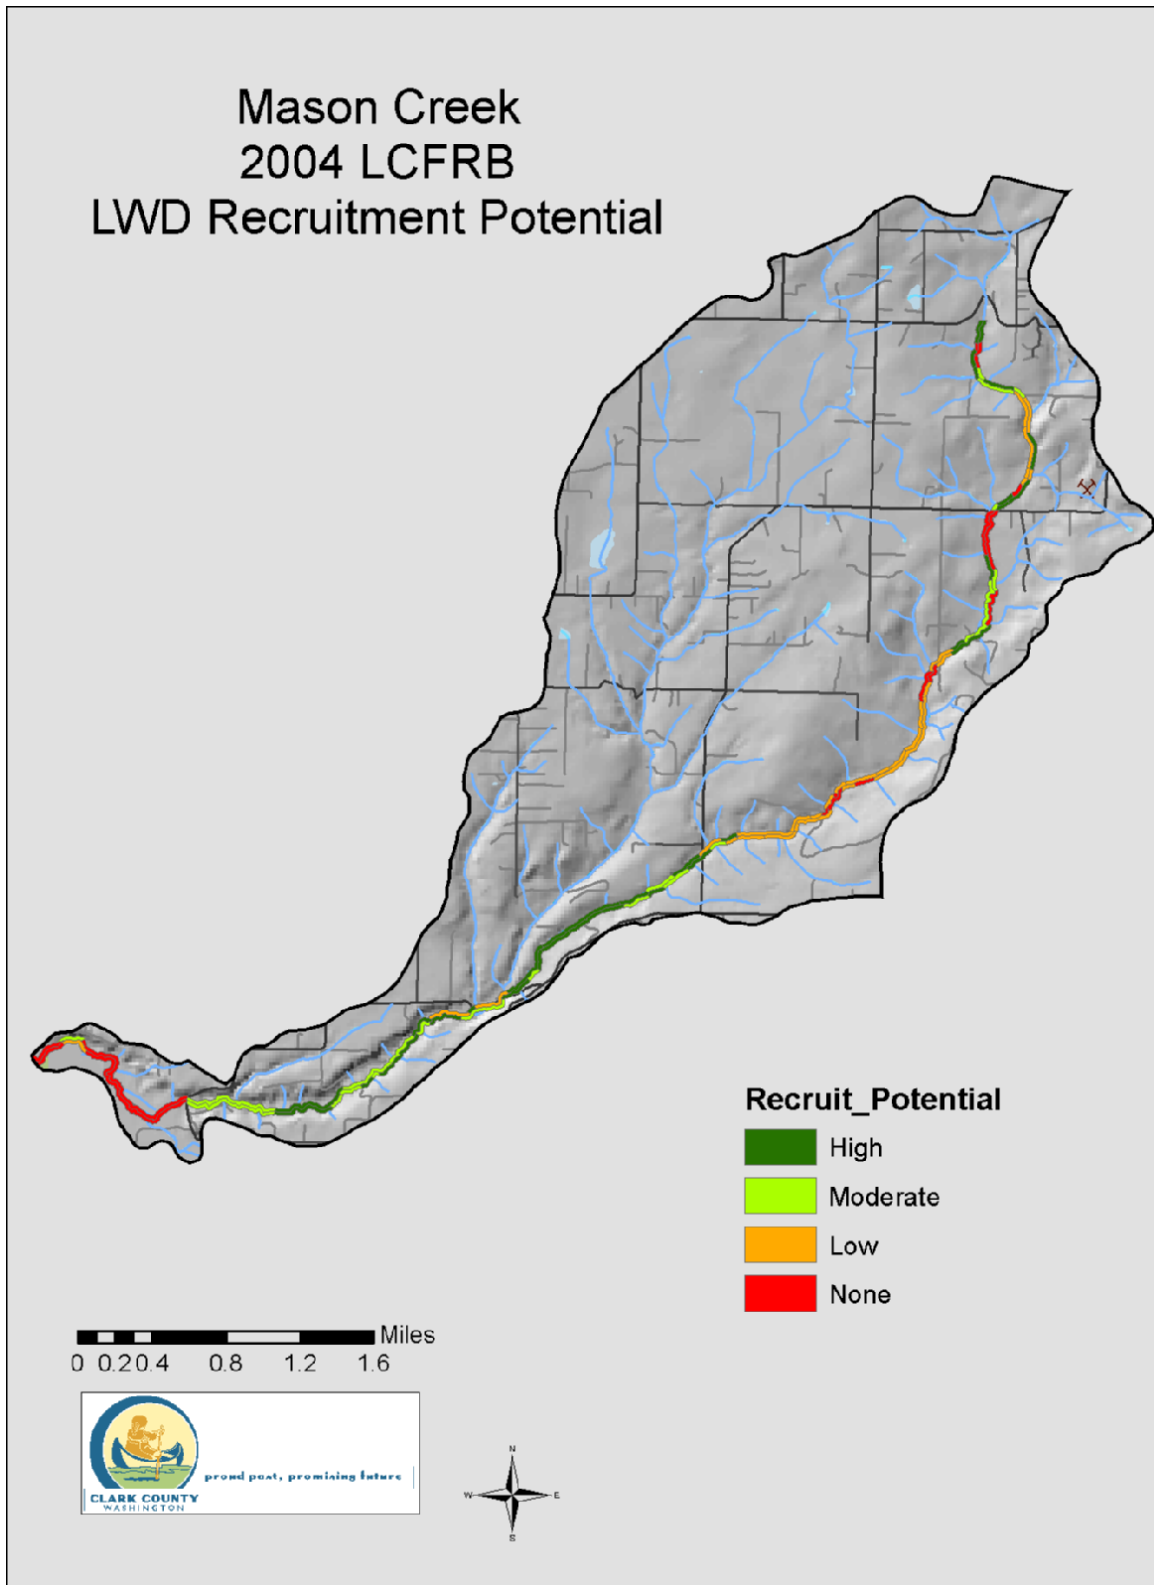 Mason Creek
2004 LCFRB
LWD Recruitment Potential
Recruit_Potential
High
Moderate
Low
None
Miles
0 0.2 0.4 0.8 1.2 1.6
proud past, promising future
CLARK COUNTY
WASHINGTON
N
W E
S